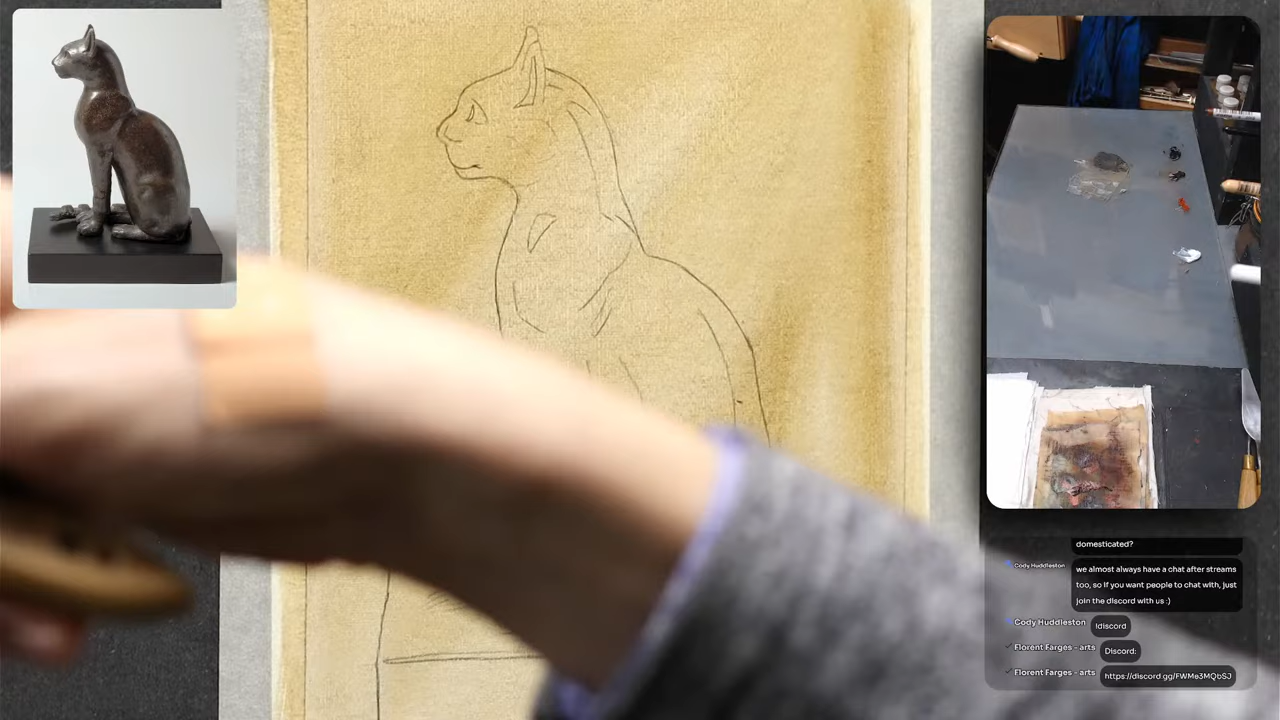 domesticated?
Cody Huddleston
we almost always have a chat after streams
too, so if you want people to chat with, just
join the discord with us :)
Cody Huddleston !discord
Florent Farges - arts Discord:
Florent Farges - arts https://discord.gg/FWMe3MQbSJ